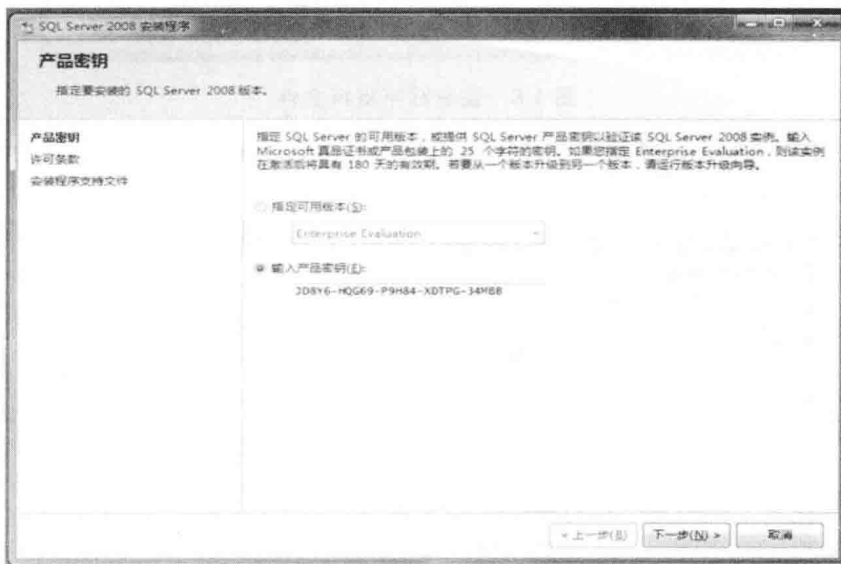 SQL Server 2008 安装程序
产品密钥
指定要安装的 SQL Server 2008 版本。
产品密钥
许可条款
安装程序支持文件
指定 SQL Server 的可用版本，或提供 SQL Server 产品密钥以验证该 SQL Server 2008 实例。输入
Microsoft 真品证书或产品包装上的 25 个字符的密钥。如果您指定 Enterprise Evaluation，则该实例
在激活后将具有 180 天的有效期。若要从一个版本升级到另一个版本，请运行版本升级向导。
指定可用版本(S):
Enterprise Evaluation
输入产品密钥(E):
JD8Y6-HQG69-P9H84-XDTPG-34MBB
< 上一步(B)
下一步(N) >
取消